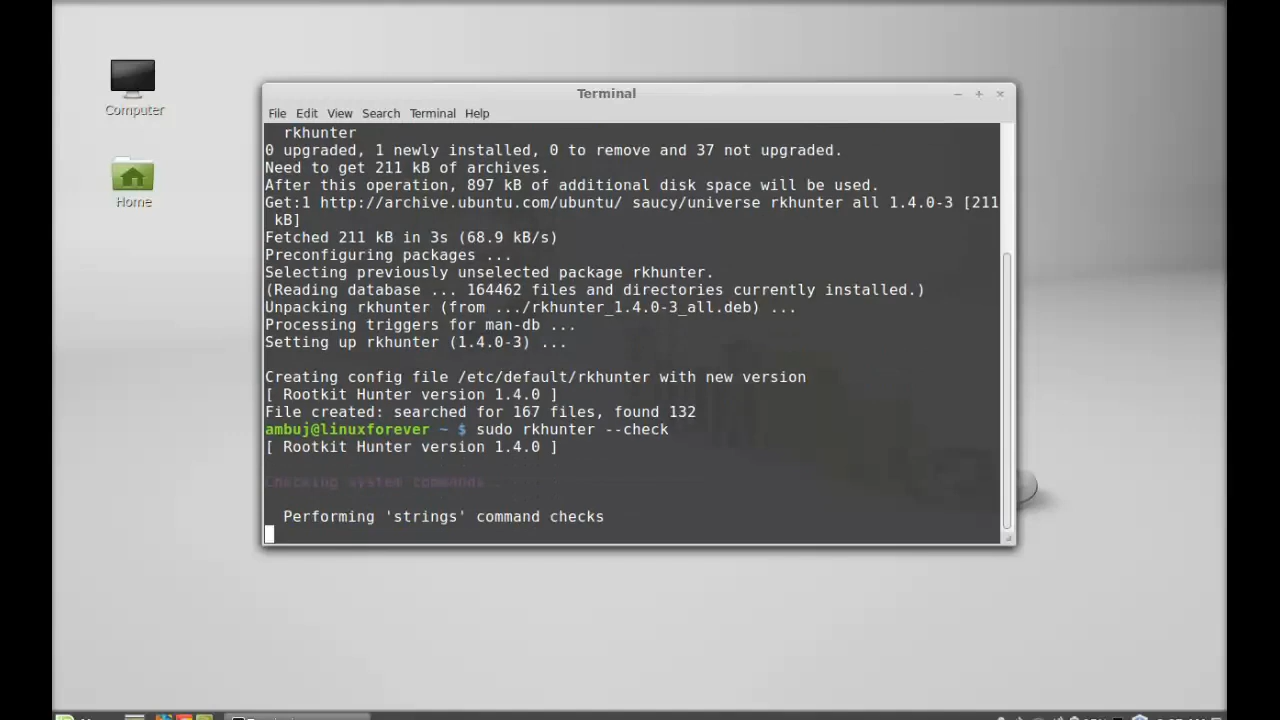 Computer
Home
Terminal
File Edit View Search Terminal Help
rkhunter
0 upgraded, 1 newly installed, 0 to remove and 37 not upgraded.
Need to get 211 kB of archives.
After this operation, 897 kB of additional disk space will be used.
Get:1 http://archive.ubuntu.com/ubuntu/ saucy/universe rkhunter all 1.4.0-3 [211
kB]
Fetched 211 kB in 3s (68.9 kB/s)
Preconfiguring packages ...
Selecting previously unselected package rkhunter.
(Reading database ... 164462 files and directories currently installed.)
Unpacking rkhunter (from .../rkhunter_1.4.0-3_all.deb) ...
Processing triggers for man-db ...
Setting up rkhunter (1.4.0-3) ...
Creating config file /etc/default/rkhunter with new version
[ Rootkit Hunter version 1.4.0 ]
File created: searched for 167 files, found 132
ambuj@linuxforever ~ $ sudo rkhunter --check
[ Rootkit Hunter version 1.4.0 ]
Checking system commands...
Performing 'strings' command checks